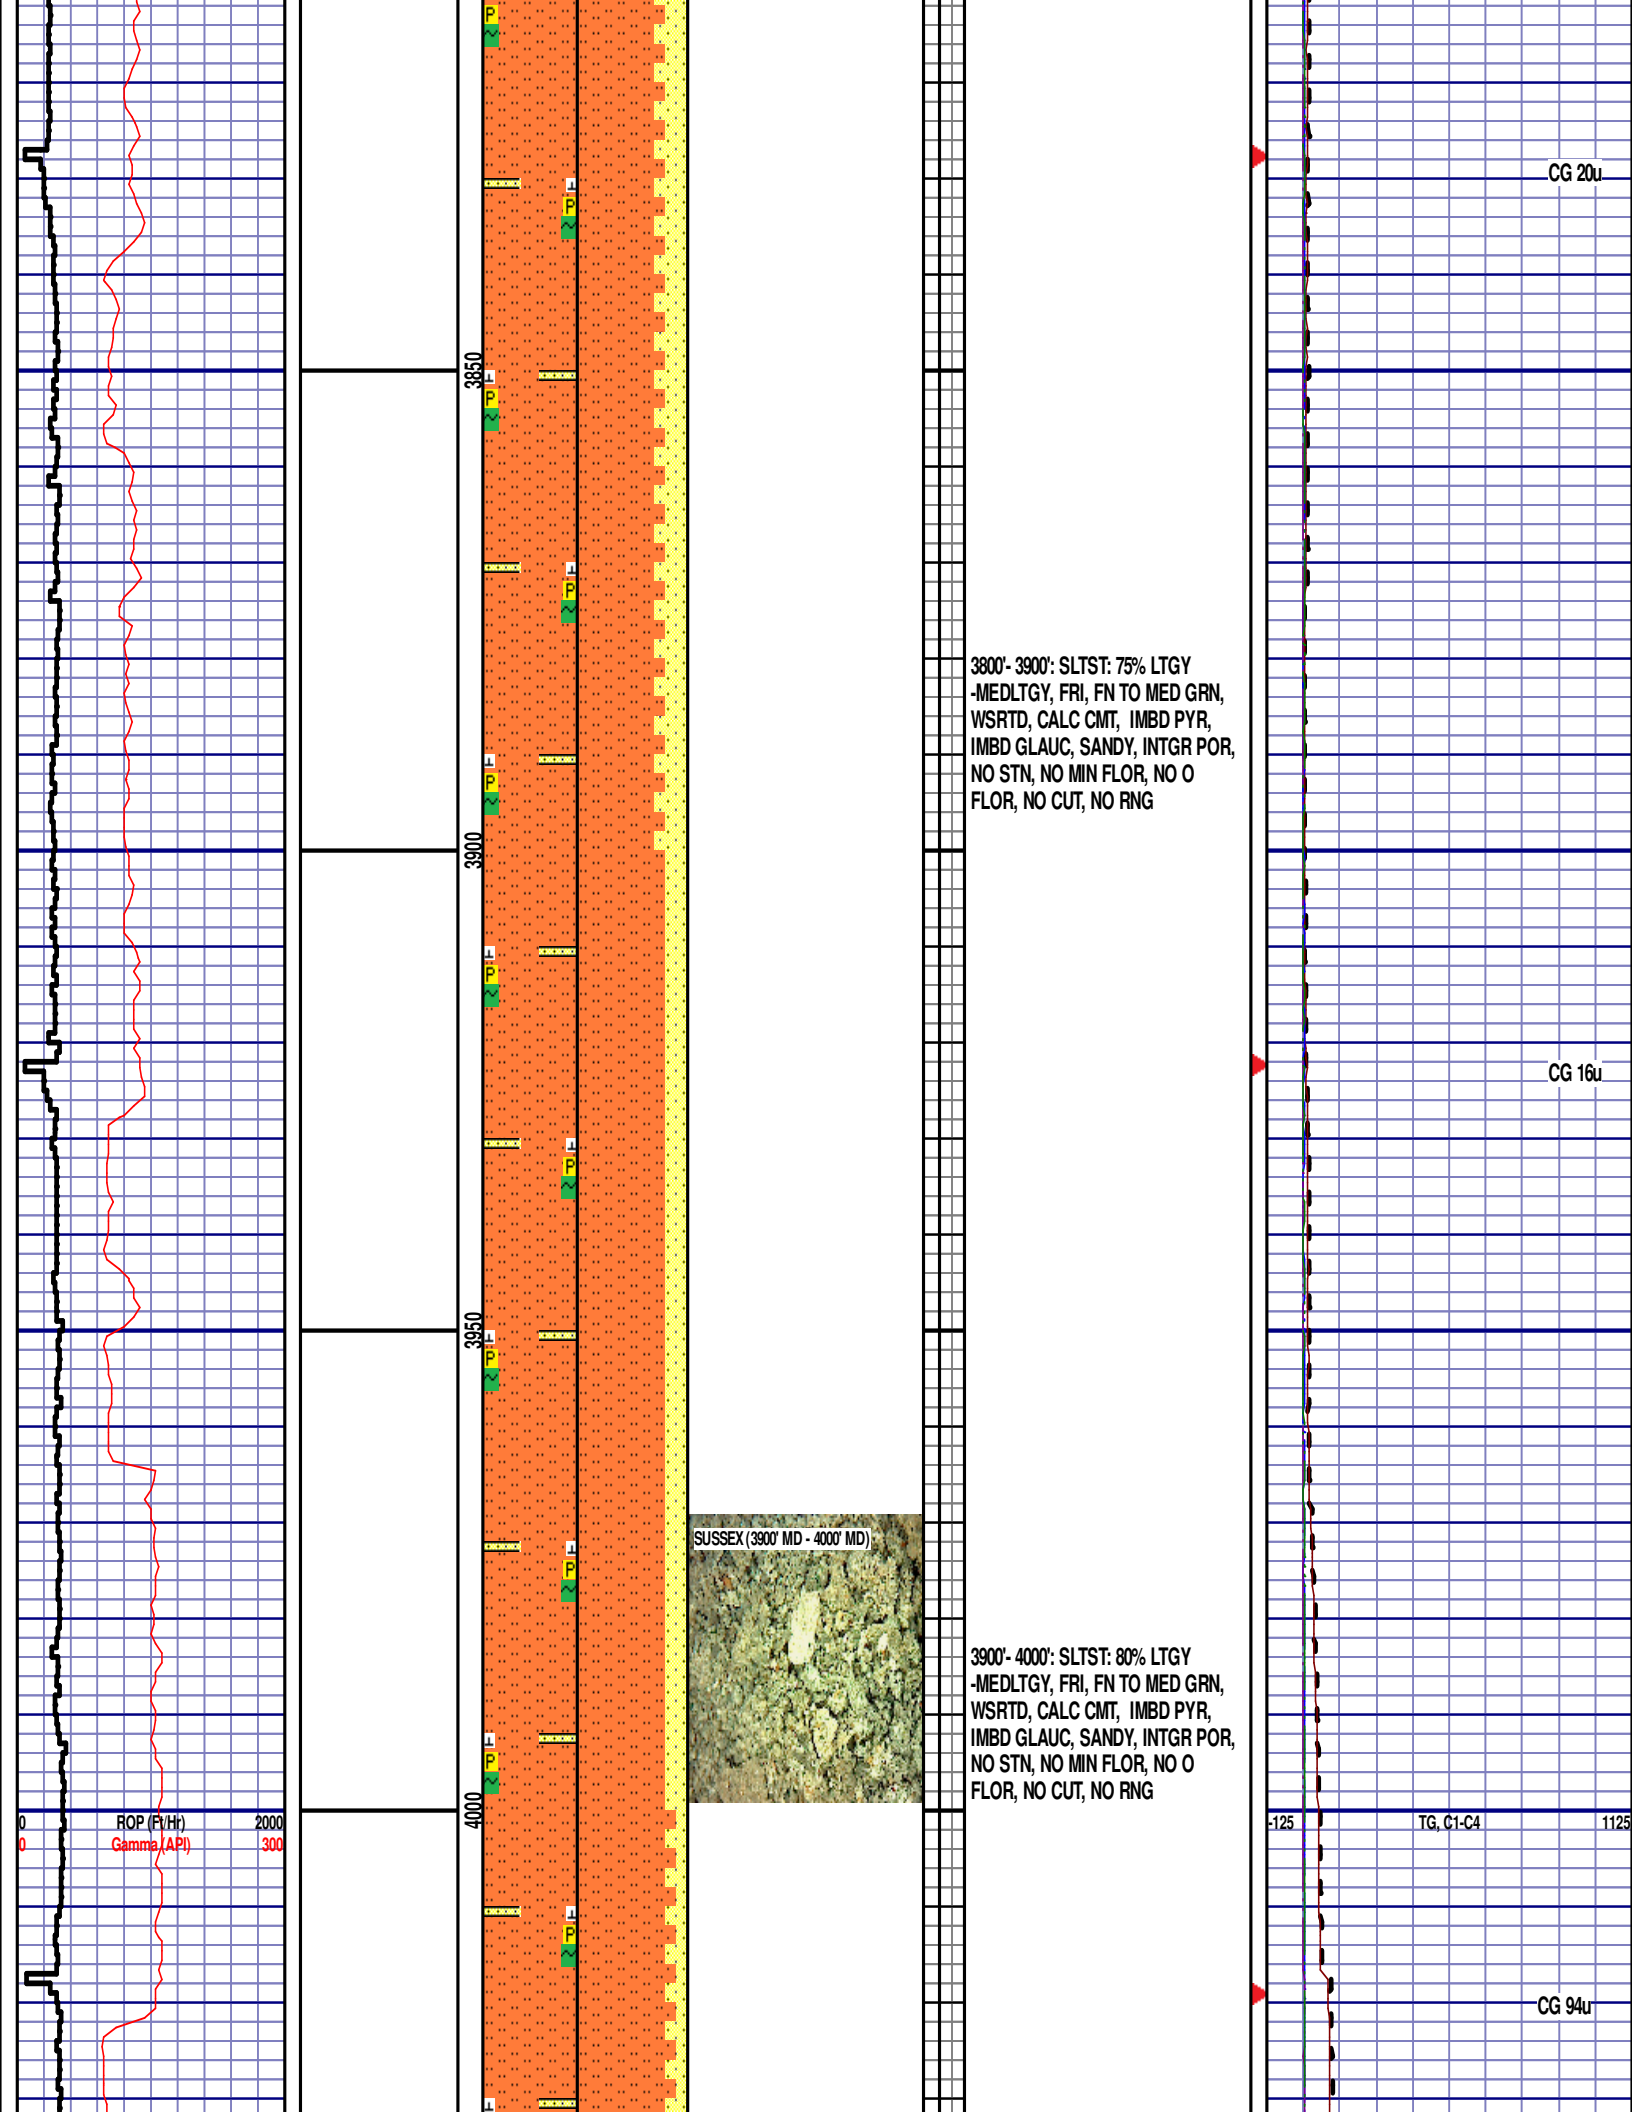 P
CG 20u
P
3850
P
P
3800'- 3900': SLTST: 75% LTGY
-MEDLTGY, FRI, FN TO MED GRN,
WSRTD, CALC CMT, IMBD PYR,
IMBD GLAUC, SANDY, INTGR POR,
NO STN, NO MIN FLOR, NO O
FLOR, NO CUT, NO RNG
P
3900
P
CG 16u
P
3950
P
SUSSEX (3900' MD - 4000' MD)
P
3900'- 4000': SLTST: 80% LTGY
-MEDLTGY, FRI, FN TO MED GRN,
WSRTD, CALC CMT, IMBD PYR,
IMBD GLAUC, SANDY, INTGR POR,
NO STN, NO MIN FLOR, NO O
FLOR, NO CUT, NO RNG
P
4000
0 ROP (Ft/Hr) 2000
0 Gamma (API) 300
-125 TG, C1-C4 1125
P
CG 94u